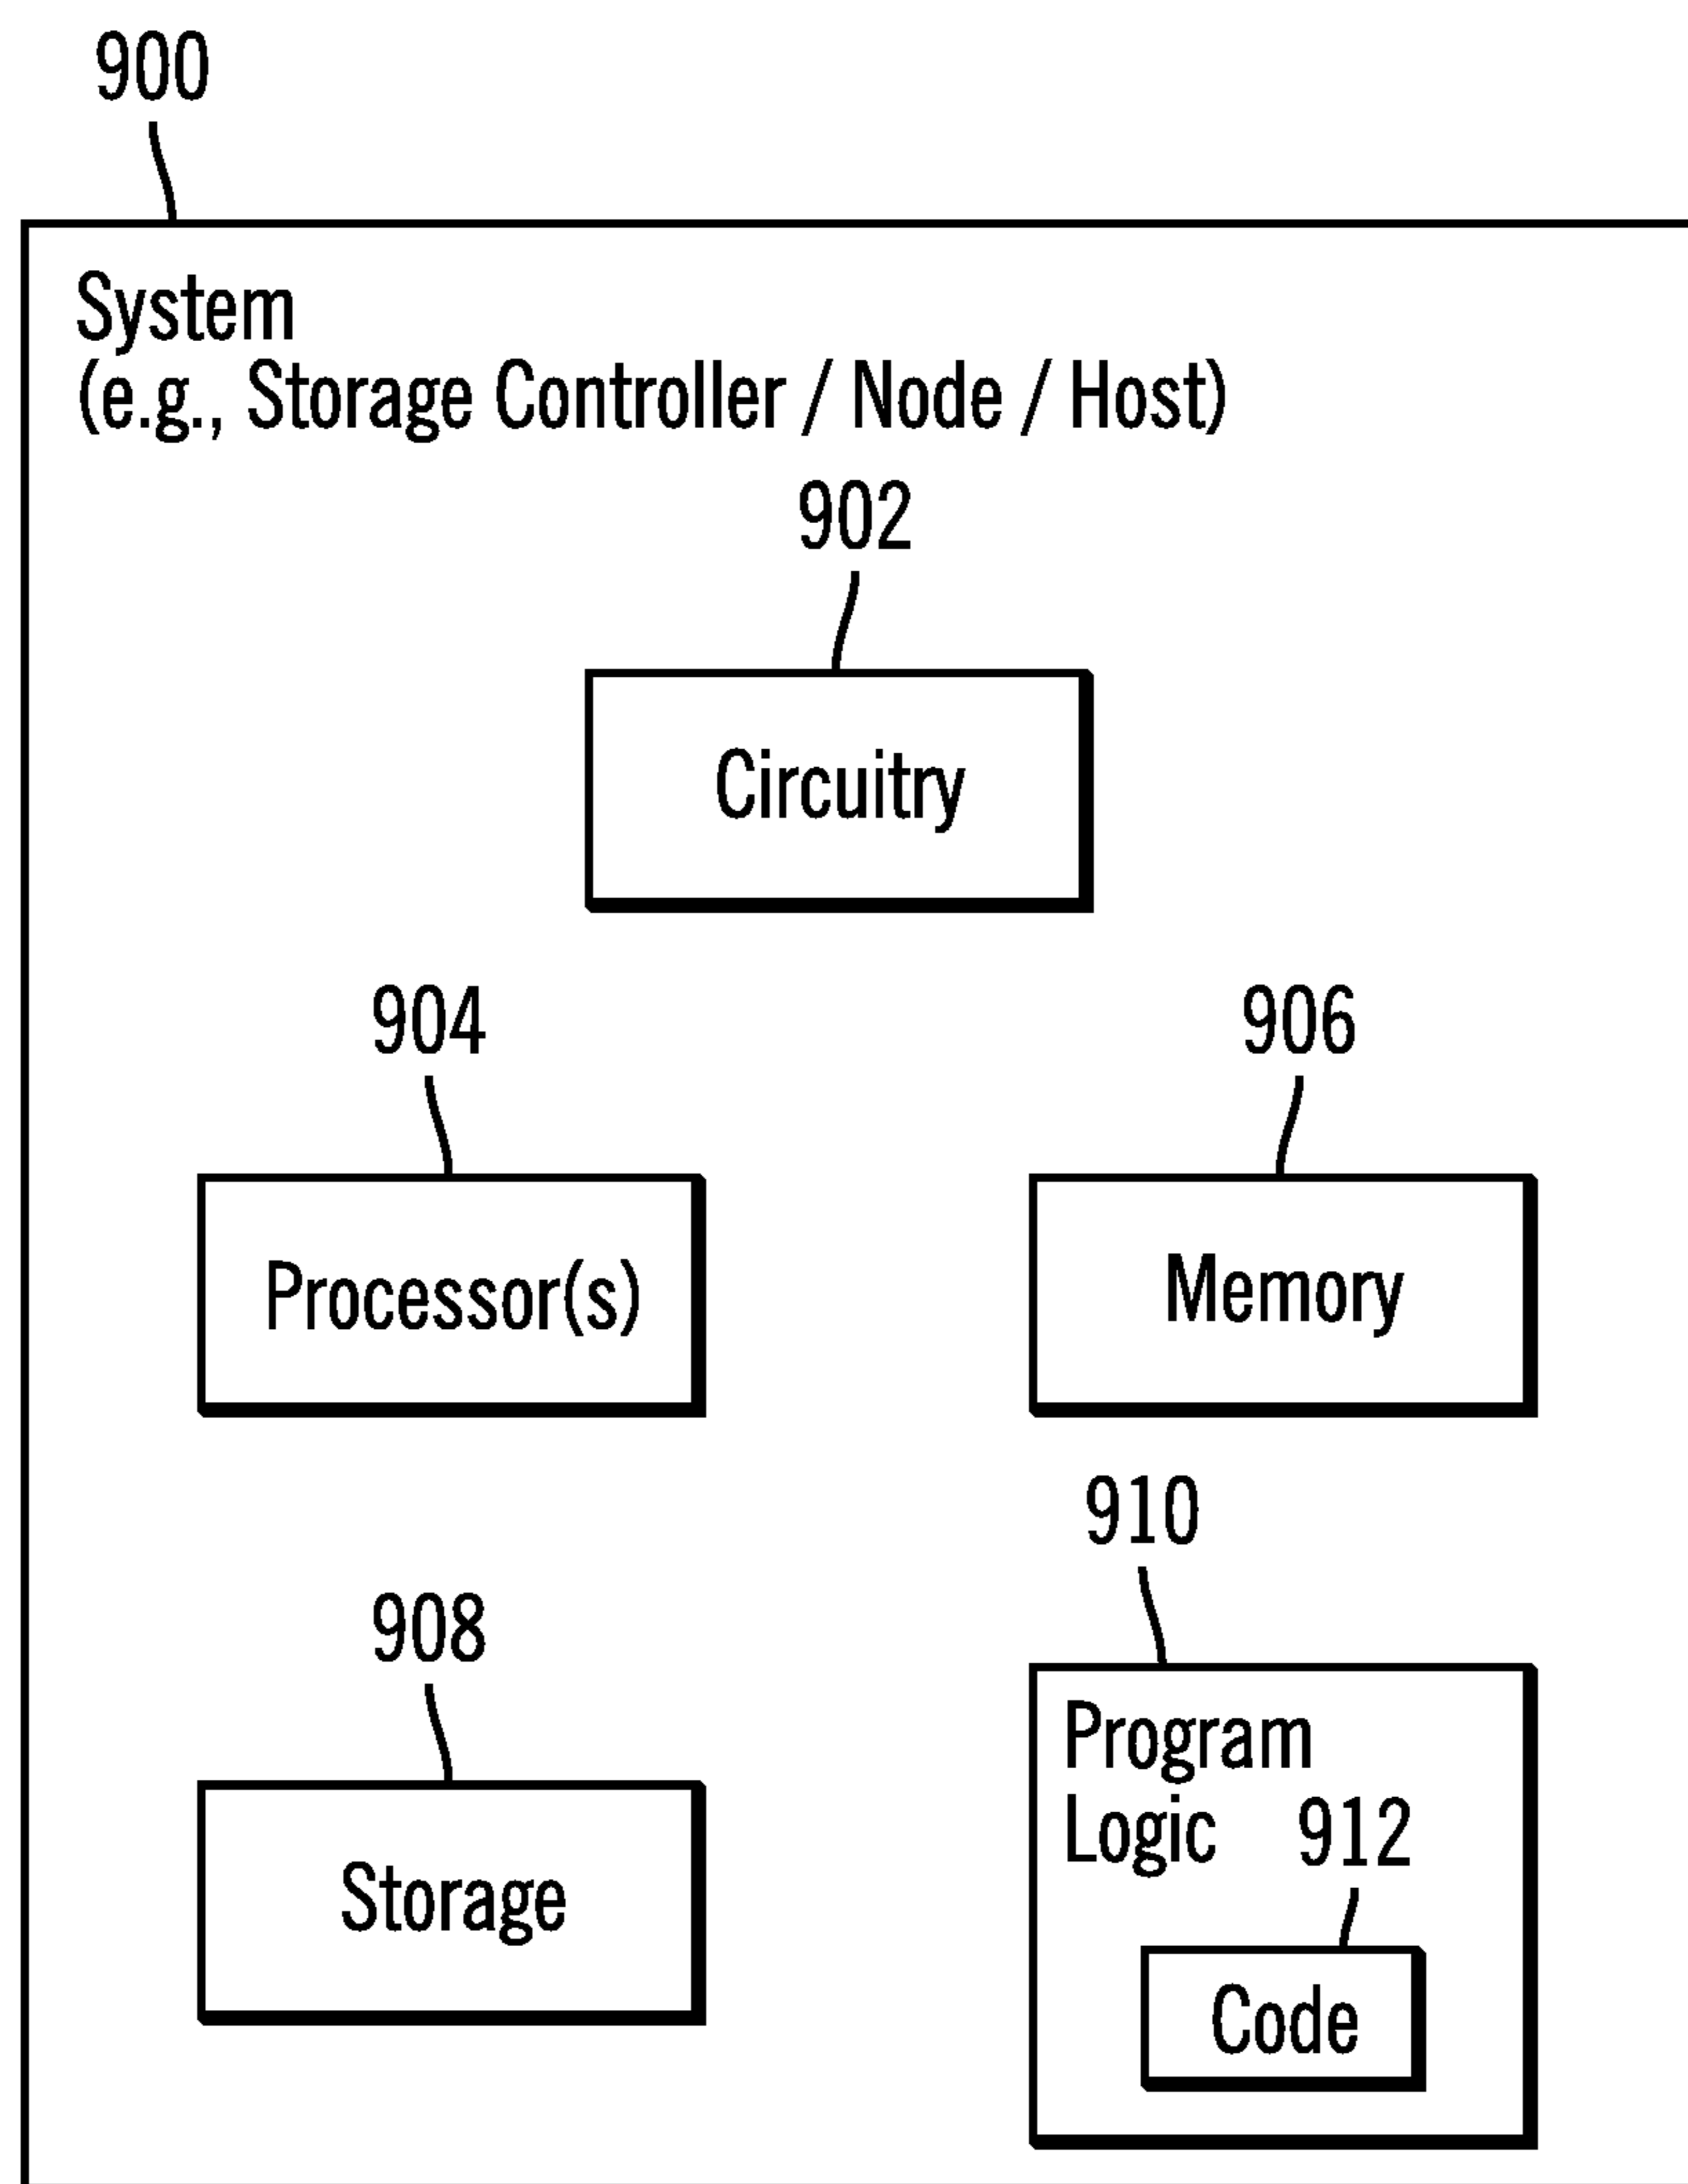 900
System
(e.g., Storage Controller / Node / Host)
902
Circuitry
904
906
Processor(s)
Memory
910
908
Program
Logic 912
Storage
Code